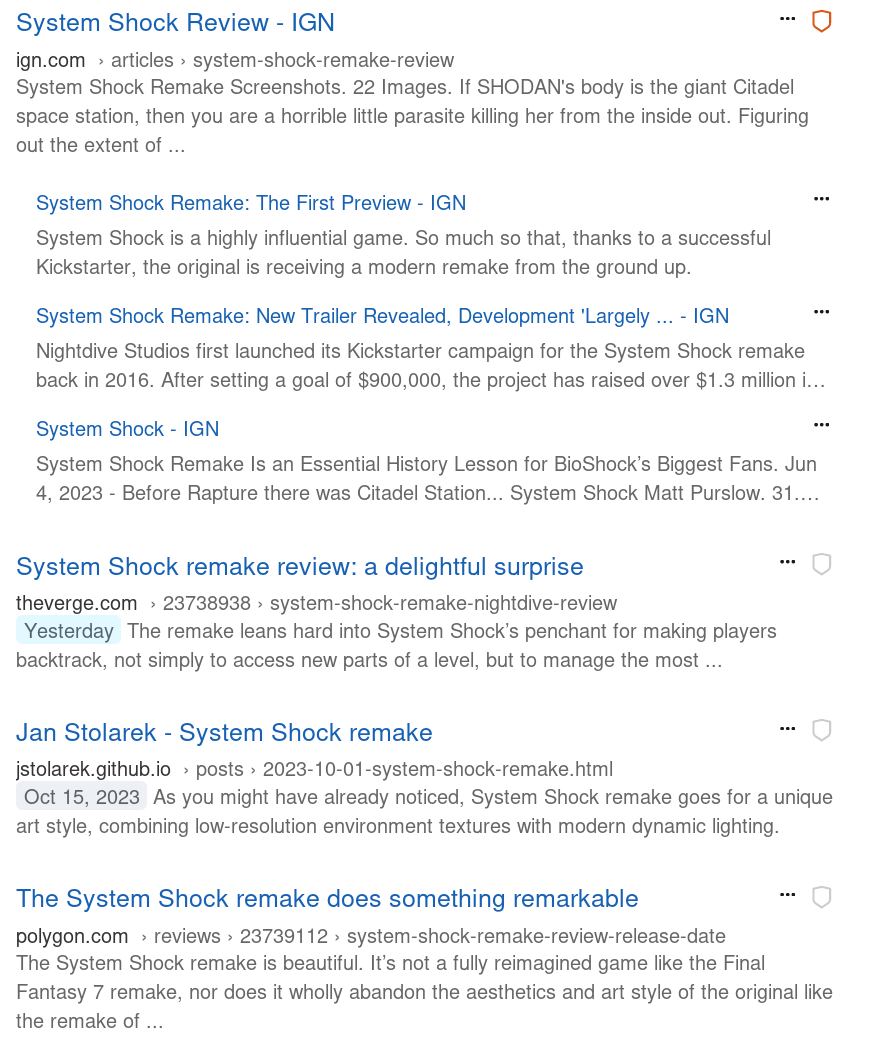 System Shock Review - IGN
ign.com › articles › system-shock-remake-review
System Shock Remake Screenshots. 22 Images. If SHODAN's body is the giant Citadel
space station, then you are a horrible little parasite killing her from the inside out. Figuring
out the extent of ...
System Shock Remake: The First Preview - IGN
System Shock is a highly influential game. So much so that, thanks to a successful
Kickstarter, the original is receiving a modern remake from the ground up.
System Shock Remake: New Trailer Revealed, Development 'Largely ... - IGN
Nightdive Studios first launched its Kickstarter campaign for the System Shock remake
back in 2016. After setting a goal of $900,000, the project has raised over $1.3 million i…
System Shock - IGN
System Shock Remake Is an Essential History Lesson for BioShock’s Biggest Fans. Jun
4, 2023 - Before Rapture there was Citadel Station... System Shock Matt Purslow. 31.…
System Shock remake review: a delightful surprise
theverge.com › 23738938 › system-shock-remake-nightdive-review
Yesterday The remake leans hard into System Shock’s penchant for making players
backtrack, not simply to access new parts of a level, but to manage the most ...
Jan Stolarek - System Shock remake
jstolarek.github.io › posts › 2023-10-01-system-shock-remake.html
Oct 15, 2023 As you might have already noticed, System Shock remake goes for a unique
art style, combining low-resolution environment textures with modern dynamic lighting.
The System Shock remake does something remarkable
polygon.com › reviews › 23739112 › system-shock-remake-review-release-date
The System Shock remake is beautiful. It’s not a fully reimagined game like the Final
Fantasy 7 remake, nor does it wholly abandon the aesthetics and art style of the original like
the remake of ...